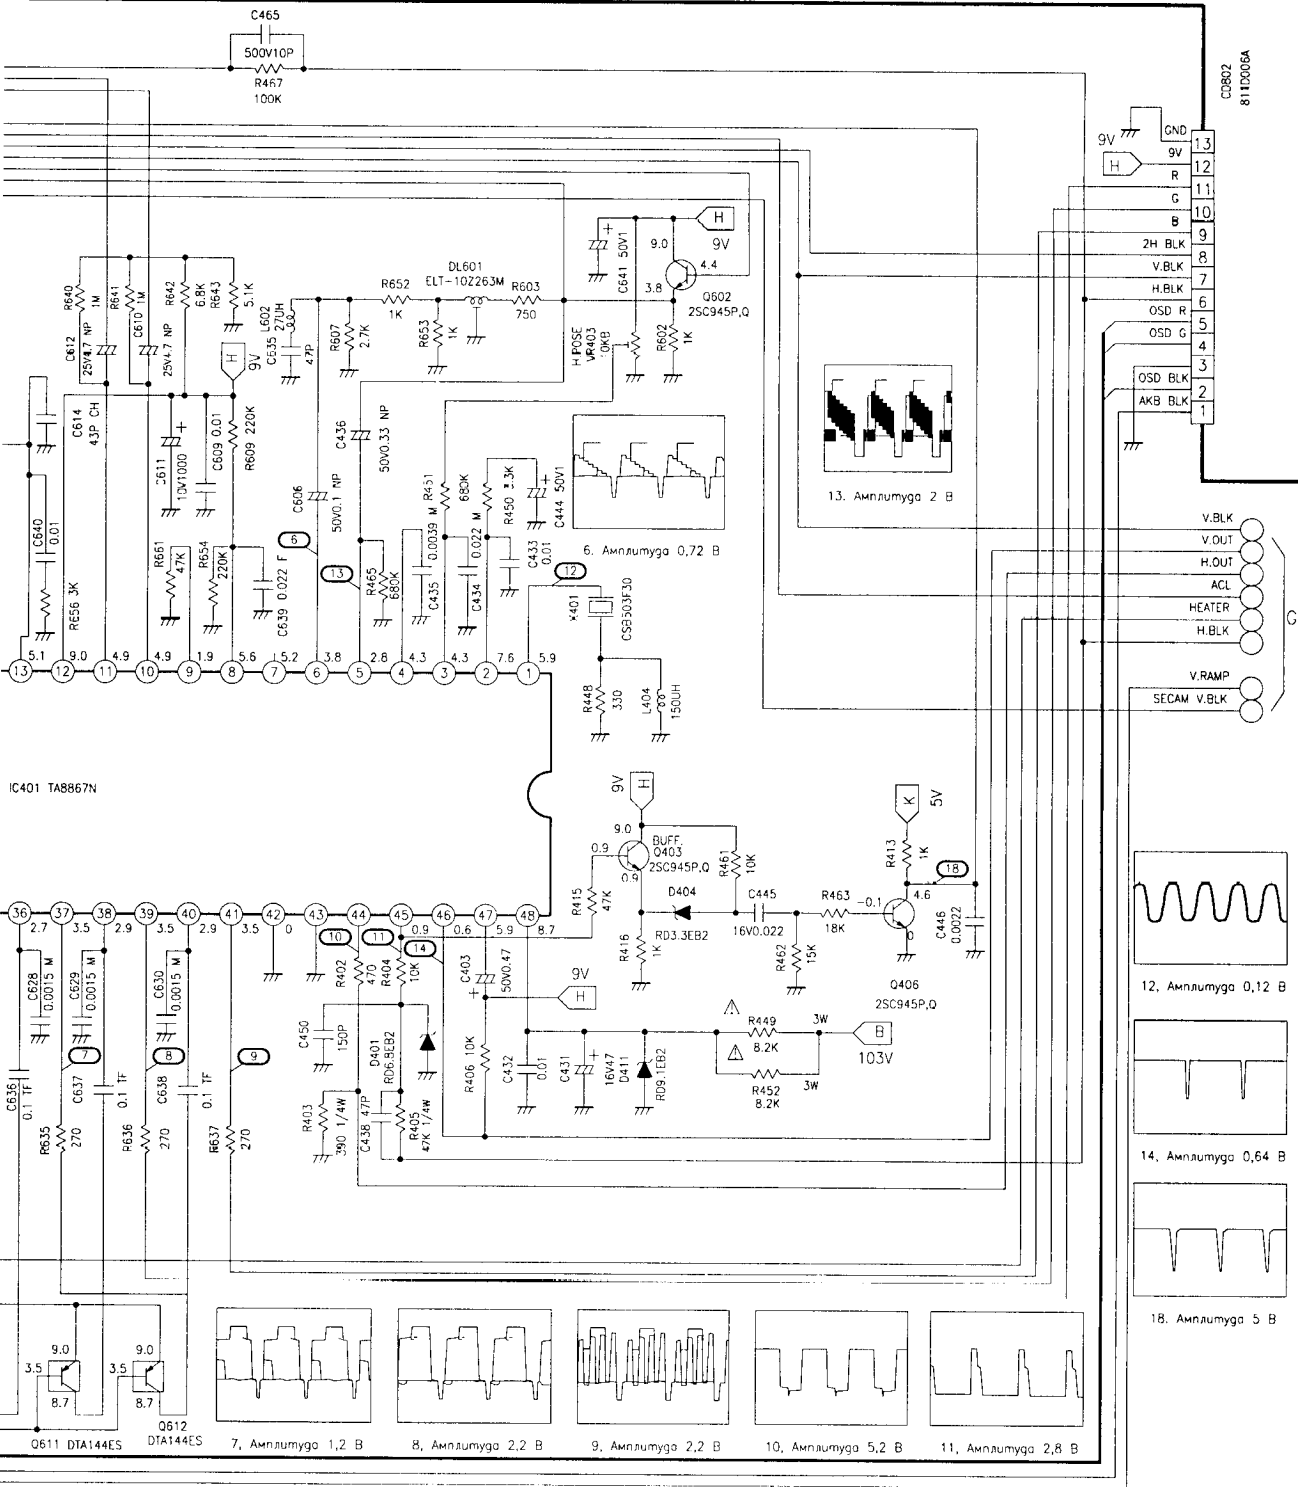 C465
500V10P
R467
100K
CD802
811D006A
9V
H
GND 13
9V 12
R 11
G 10
B 9
2H BLK 8
V.BLK 7
H.BLK 6
OSD R 5
OSD G 4
3
OSD BLK 2
AKB BLK 1
R640 1M
R641 1M
R642 6.8K
R643 5.1K
C612 25V4.7 NP
C610 25V4.7 NP
H 9V
L602 27UH
C635 47P
R607 2.7K
R652
1K
DL601
ELT-10Z263M
R653 1K
R603
750
C641 50V1
H 9V
9.0
4.4
3.8
Q602
2SC945P,Q
VR403
R602 1K
C614 43P CH
C611 10V1000
C609 0.01
R609 220K
C436 50V0.33 NP
C606 50V0.1 NP
680K
R450 3.3K
C444 50V1
C433 0.01
C640 0.01
R656 3K
R661 47K
R654 220K
C639 0.022 F
6
13
12
R465 680K
C435 0.0039 M
C434 0.022 M
X401
CSB503F30
6. Амплитуда 0,72 В
13. Амплитуда 2 В
V.BLK
V.OUT
H.OUT
ACL
HEATER
H.BLK
V.RAMP
SECAM V.BLK
G
5.1 9.0 4.9 4.9 1.9 5.6 5.2 3.8 2.8 4.3 4.3 7.6 5.9
13 12 11 10 9 8 7 6 5 4 3 2 1
R448 330
L404 150UH
IC401 TA8867N
9V
H
9.0
BUFF.
Q403
2SC945P,Q
0.9
0.9
R461 10K
R415 47K
D404
RD3.3EB2
C445
16V0.022
R463
18K
-0.1
K 5V
R413 1K
18
4.6
0
C446 0.0022
R416 1K
R462 15K
Q406
2SC945P,Q
36 37 38 39 40 41 42 43 44 45 46 47 48
2.7 3.5 2.9 3.5 2.9 3.5 0 0.9 0.6 5.9 8.7
10
11
14
C628 0.0015 M
C629 0.0015 M
C630 0.0015 M
R402 470
R404 10K
C403 50V0.47
9V
H
C450 150P
D401 RD6.8EB2
R406 10K
C432 0.01
C431 16V47
D411 RD9.1EB2
R449
8.2K
3W
R452
8.2K
3W
B
103V
7
8
9
C636 0.1 TF
C637 0.1 TF
C638 0.1 TF
R635 270
R636 270
R637 270
R403 390 1/4W
C438 47P
R405 47K 1/4W
12, Амплитуда 0,12 В
14, Амплитуда 0,64 В
18. Амплитуда 5 В
9.0
3.5
8.7
9.0
3.5
8.7
Q611 DTA144ES
Q612
DTA144ES
7, Амплитуда 1,2 В
8, Амплитуда 2,2 В
9. Амплитуда 2,2 В
10, Амплитуда 5,2 В
11, Амплитуда 2,8 В